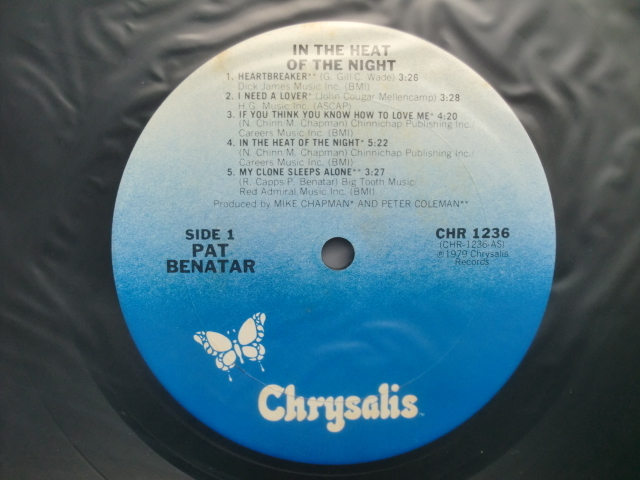 IN THE HEAT
OF THE NIGHT
1. HEARTBREAKER** (G. Gill C. Wade) 3:26
Dick James Music Inc. (BMI)
2. I NEED A LOVER* (John Cougar Mellencamp) 3:28
H.G. Music Inc. (ASCAP)
3. IF YOU THINK YOU KNOW HOW TO LOVE ME* 4:20
(N. Chinn M. Chapman) Chinnichap Publishing Inc./
Careers Music Inc. (BMI)
4. IN THE HEAT OF THE NIGHT* 5:22
(N. Chinn M. Chapman) Chinnichap Publishing Inc./
Careers Music Inc. (BMI)
5. MY CLONE SLEEPS ALONE** 3:27
(R. Capps P. Benatar) Big Tooth Music/
Red Admiral Music Inc. (BMI)
Produced by MIKE CHAPMAN* AND PETER COLEMAN**
SIDE 1
PAT
BENATAR
CHR 1236
(CHR-1236-AS)
℗ 1979 Chrysalis
Records
Chrysalis